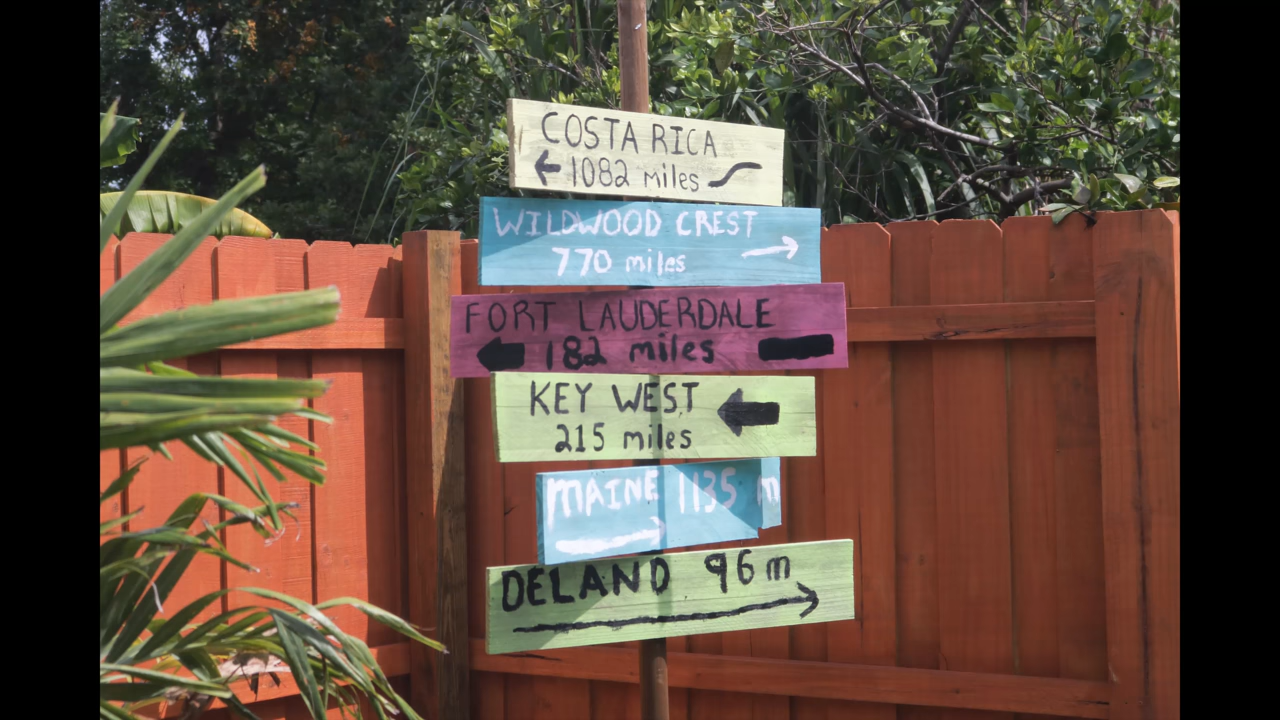 COSTA RICA
1082 miles
WILDWOOD CREST
770 miles
FORT LAUDERDALE
182 miles
KEY WEST
215 miles
MAINE 1135 m
DELAND 96 m